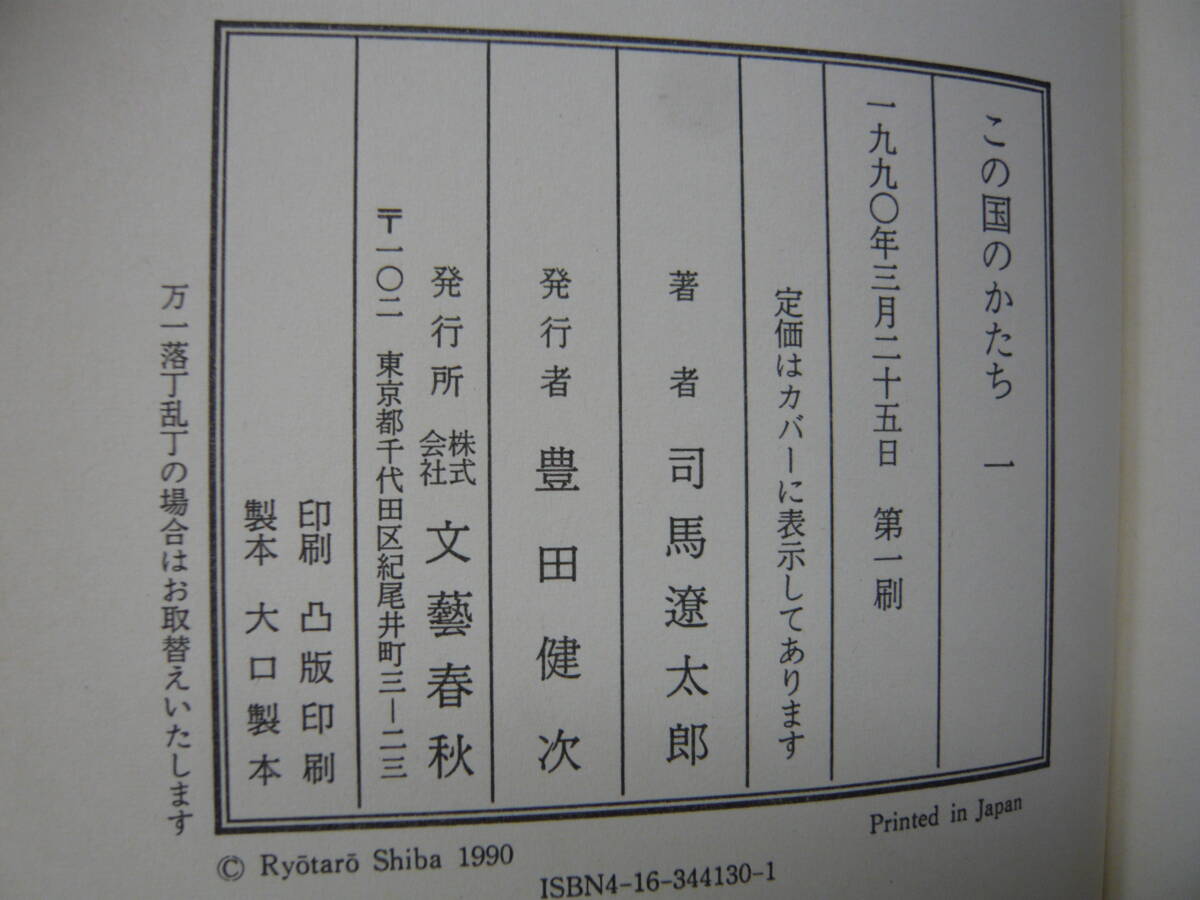 この国のかたち 一
一九九〇年三月二十五日 第一刷
定価はカバーに表示してあります
著者 司馬遼太郎
発行者 豊田健次
発行所 株式会社 文藝春秋
〒一〇二 東京都千代田区紀尾井町三ー二三
印刷 凸版印刷
製本 大口製本
万一落丁乱丁の場合はお取替えいたします
© Ryōtarō Shiba 1990
Printed in Japan
ISBN4-16-344130-1